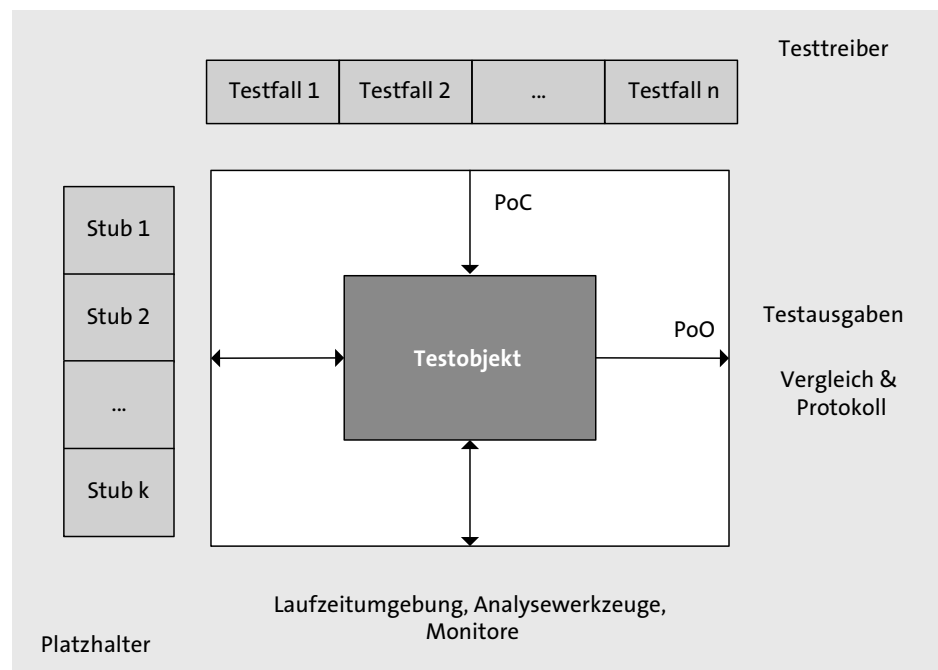 Testtreiber
Testfall 1
Testfall 2
...
Testfall n
PoC
Stub 1
Stub 2
...
Stub k
Testobjekt
PoO
Testausgaben
Vergleich &
Protokoll
Laufzeitumgebung, Analysewerkzeuge,
Monitore
Platzhalter